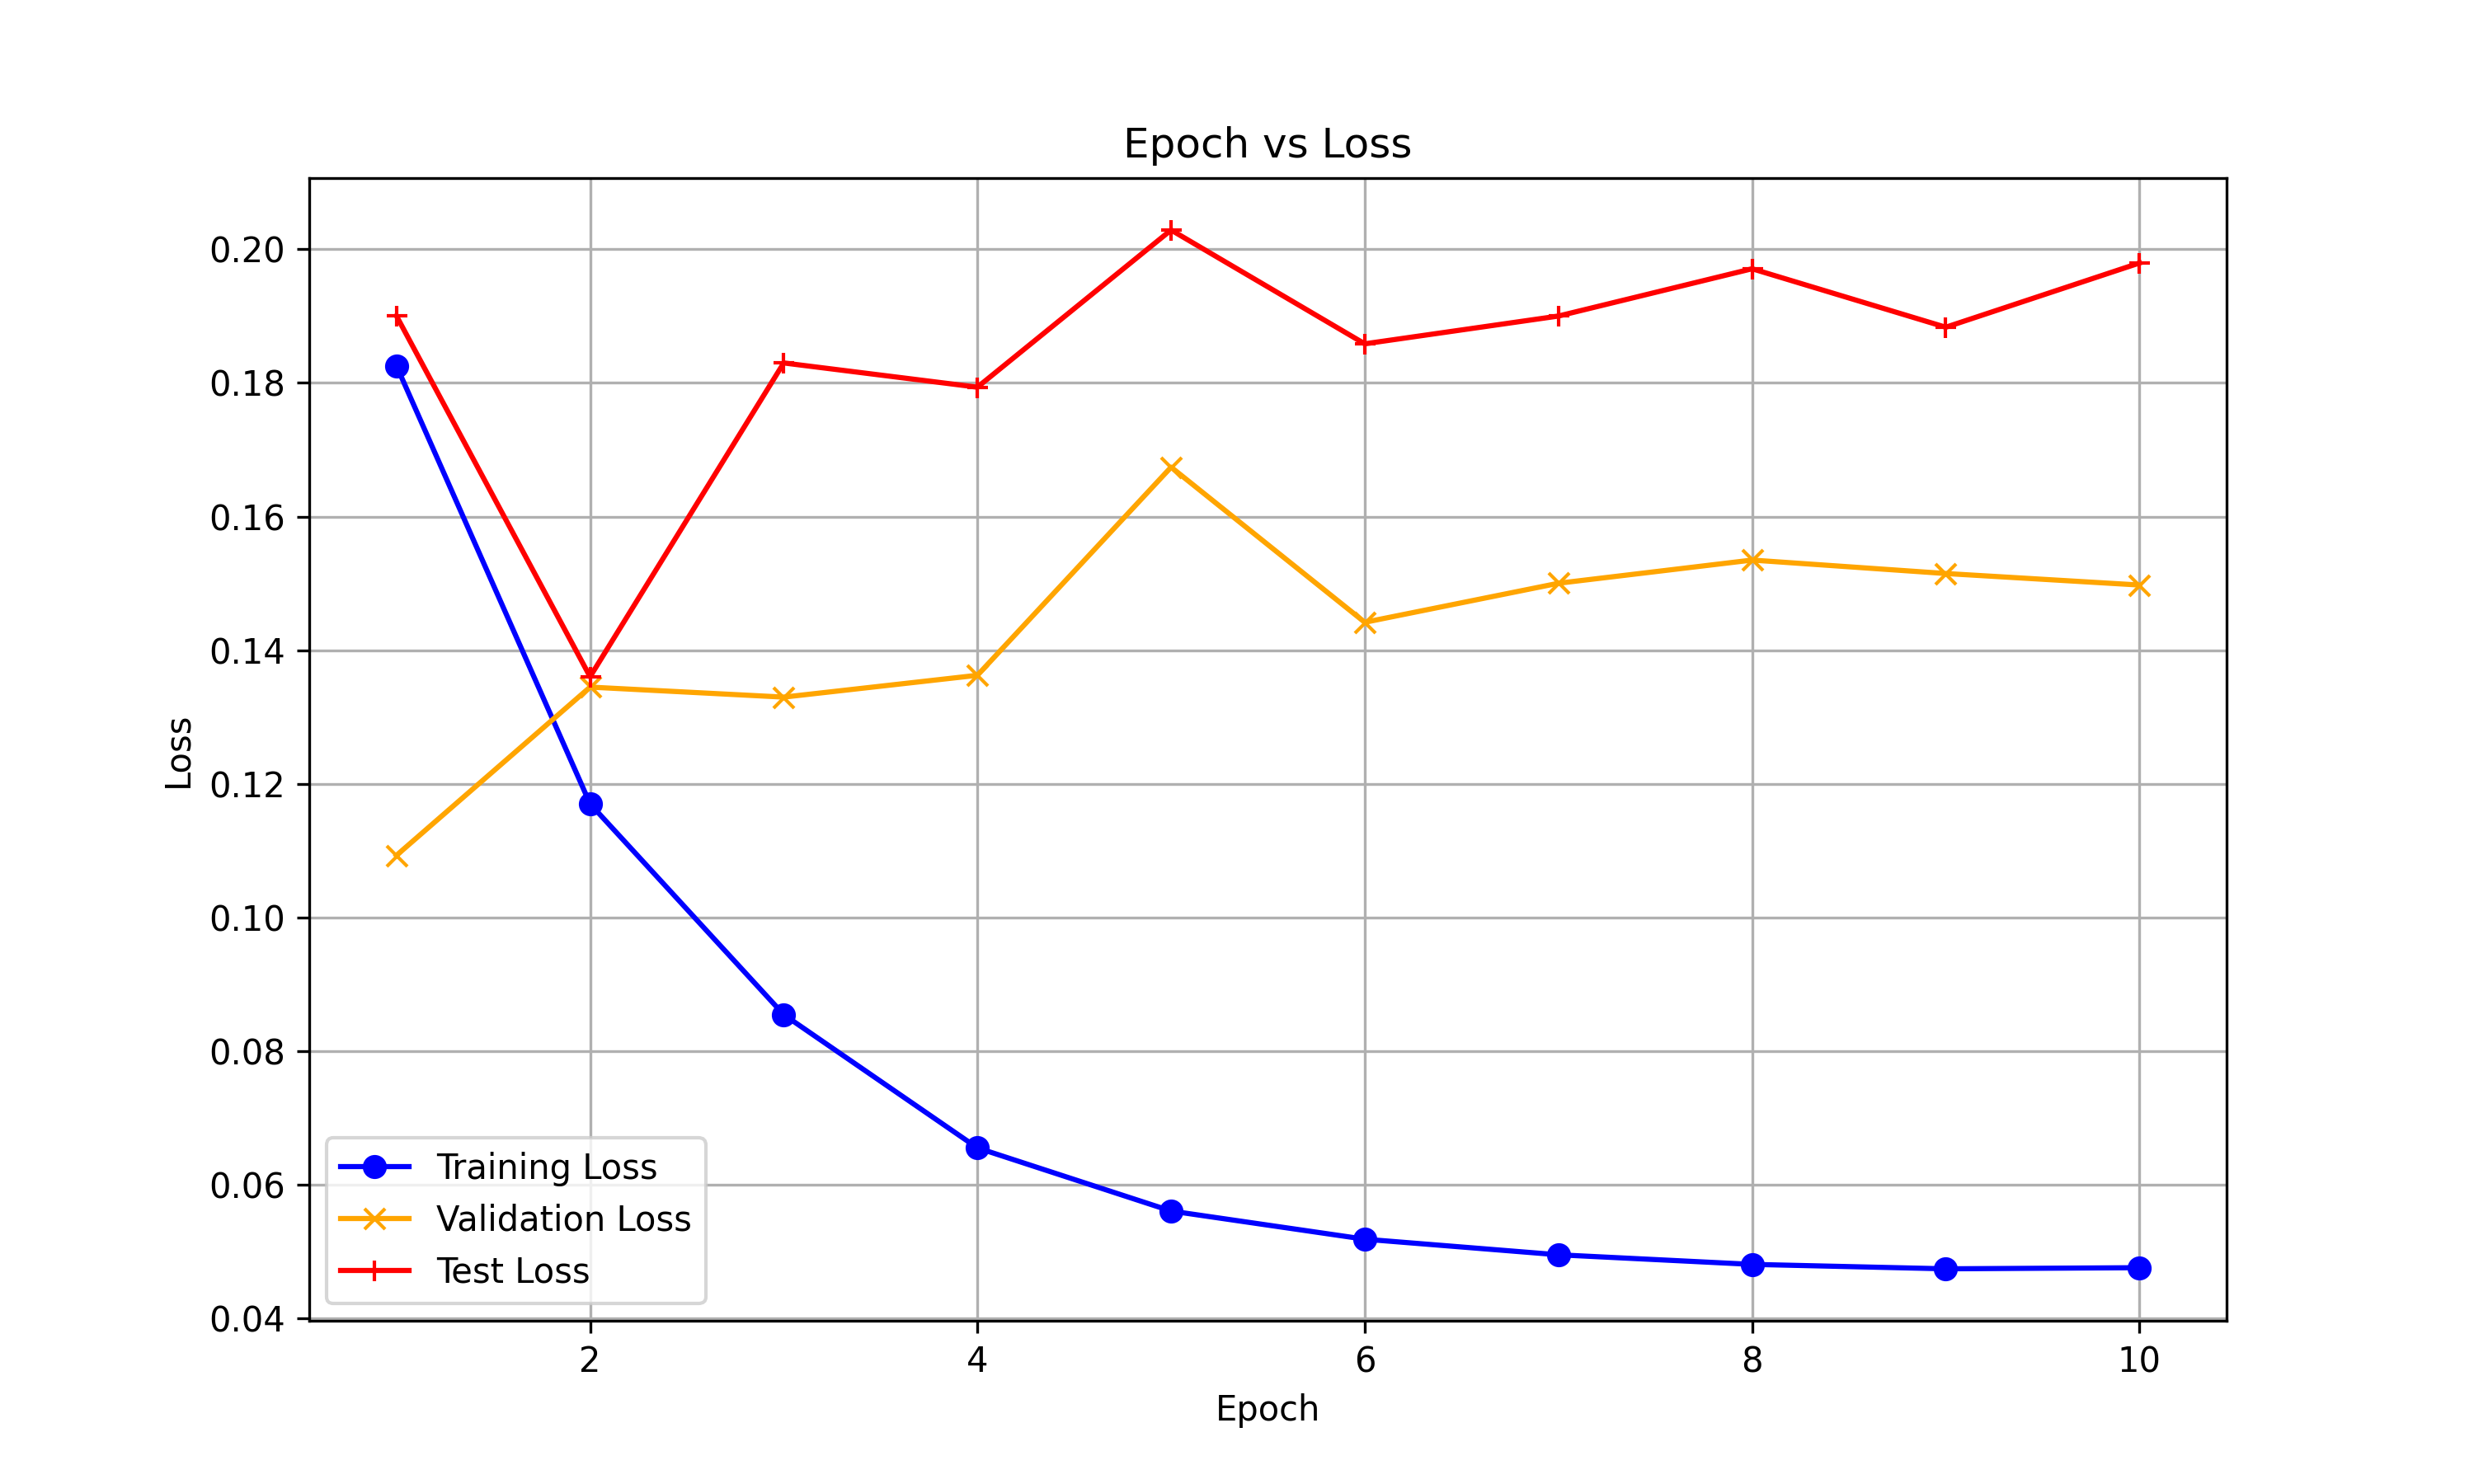 Epoch vs Loss
Loss
0.20
0.18
0.16
0.14
0.12
0.10
0.08
0.06
0.04
Training Loss
Validation Loss
Test Loss
2 4 6 8 10
Epoch